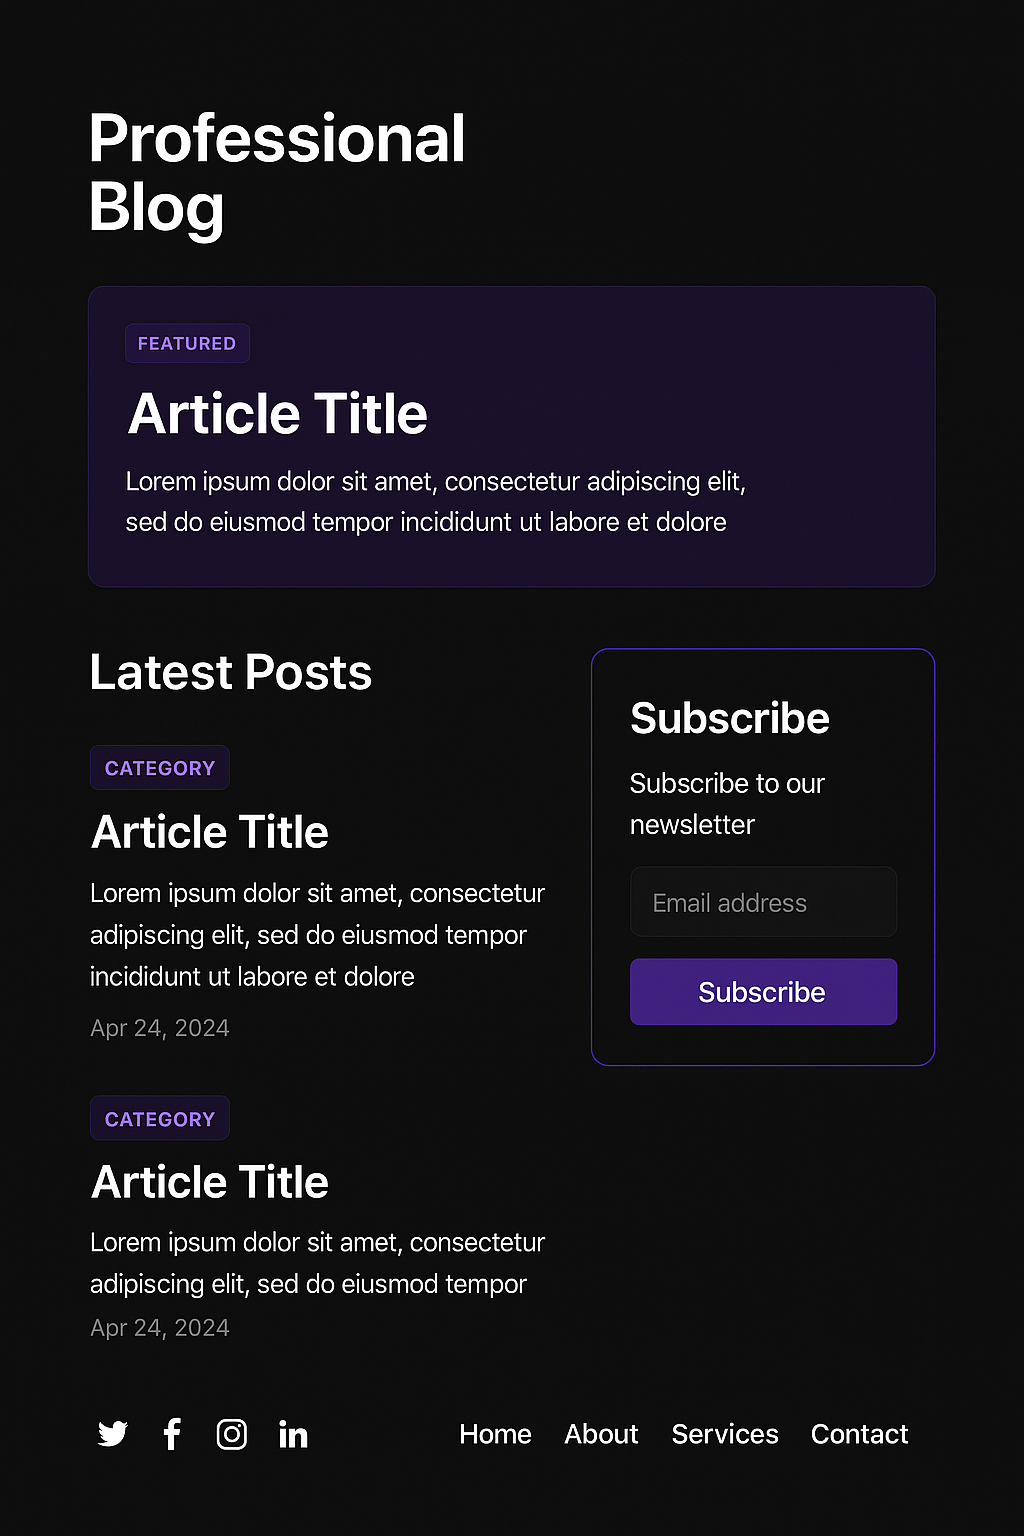 Professional
Blog
FEATURED
Article Title
Lorem ipsum dolor sit amet, consectetur adipiscing elit,
sed do eiusmod tempor incididunt ut labore et dolore
Latest Posts
CATEGORY
Article Title
Lorem ipsum dolor sit amet, consectetur
adipiscing elit, sed do eiusmod tempor
incididunt ut labore et dolore
Apr 24, 2024
CATEGORY
Article Title
Lorem ipsum dolor sit amet, consectetur
adipiscing elit, sed do eiusmod tempor
Apr 24, 2024
Subscribe
Subscribe to our
newsletter
Email address
Subscribe
Home About Services Contact